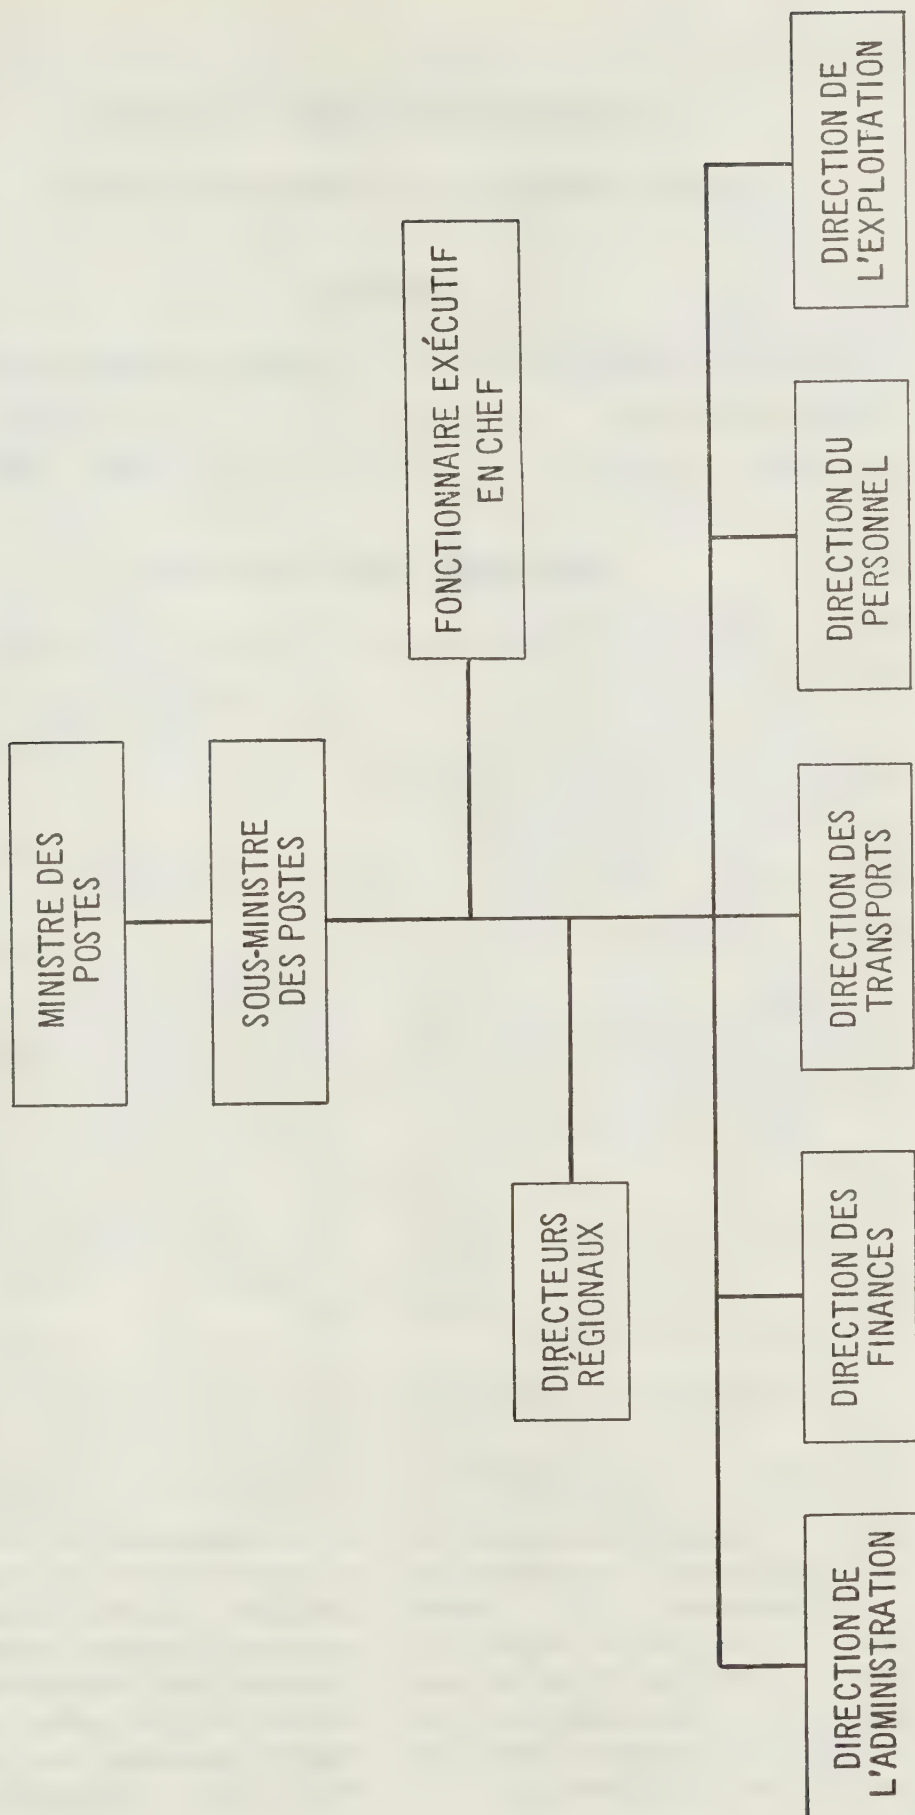 MINISTRE DES
POSTES
SOUS-MINISTRE
DES POSTES
FONCTIONNAIRE EXÉCUTIF
EN CHEF
DIRECTEURS
RÉGIONAUX
DIRECTION DE
L'ADMINISTRATION
DIRECTION DES
FINANCES
DIRECTION DES
TRANSPORTS
DIRECTION DU
PERSONNEL
DIRECTION DE
L'EXPLOITATION